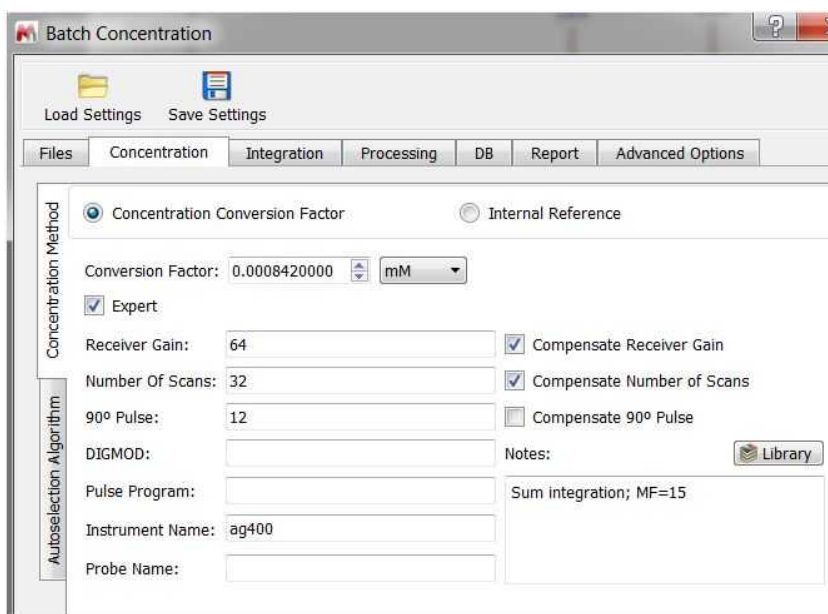 Batch Concentration
Load Settings Save Settings
Files Concentration Integration Processing DB Report Advanced Options
Concentration Method
Autoselection Algorithm
Concentration Conversion Factor Internal Reference
Conversion Factor: 0.0008420000 mM
Expert
Receiver Gain: 64 Compensate Receiver Gain
Number Of Scans: 32 Compensate Number of Scans
90º Pulse: 12 Compensate 90º Pulse
DIGMOD: Notes: Library
Pulse Program: Sum integration; MF=15
Instrument Name: ag400
Probe Name: